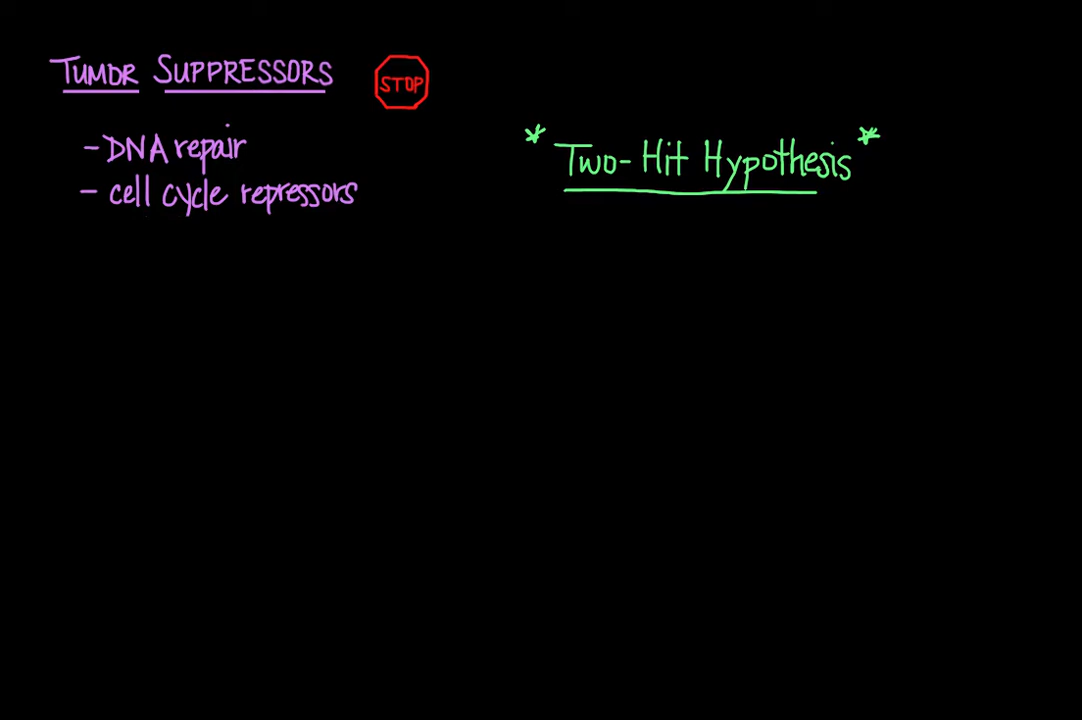 TUMOR SUPPRESSORS
STOP
- DNA repair
- cell cycle repressors
* Two-Hit Hypothesis *